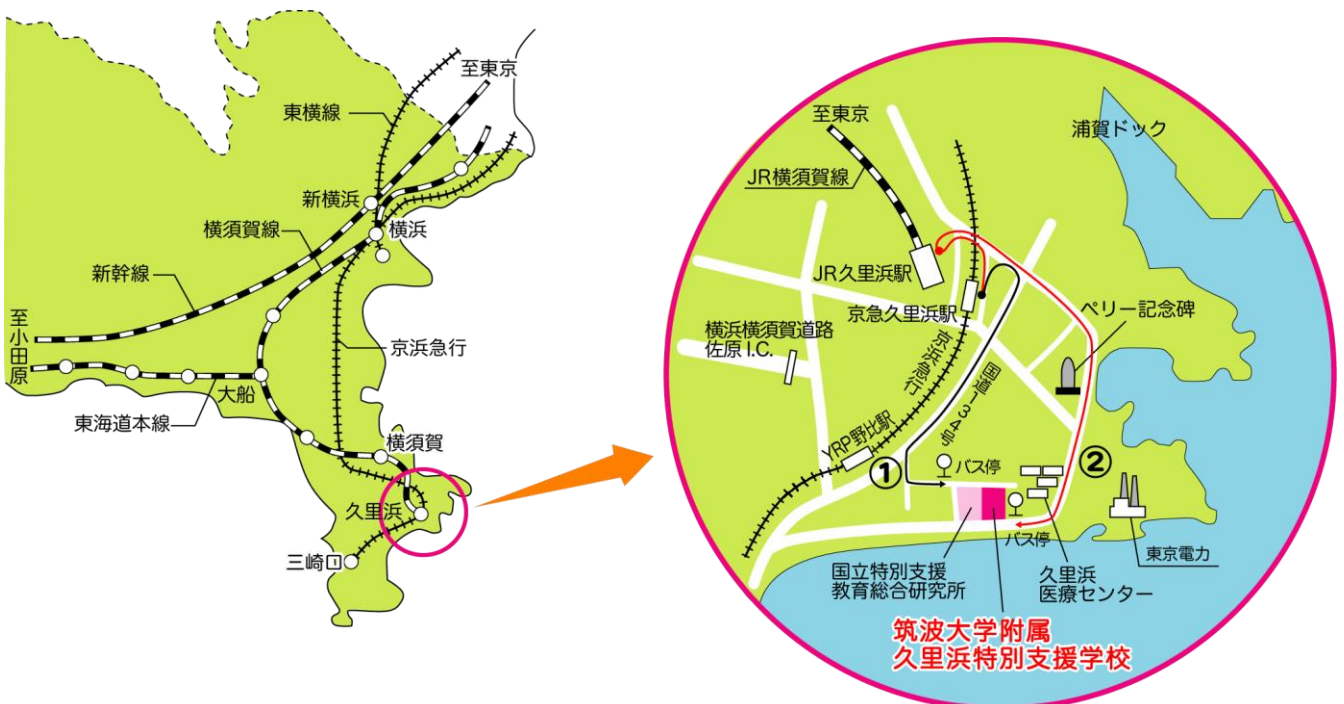 至東京
東横線
新横浜
横須賀線
横浜
新幹線
至小田原
京浜急行
大船
東海道本線
横須賀
久里浜
三崎口
至東京
浦賀ドック
JR横須賀線
JR久里浜駅
京急久里浜駅
ペリー記念碑
横浜横須賀道路
佐原I.C.
京浜急行
国道134号
YRP野比駅
①
バス停
②
バス停
東京電力
国立特別支援
教育総合研究所
久里浜
医療センター
筑波大学附属
久里浜特別支援学校